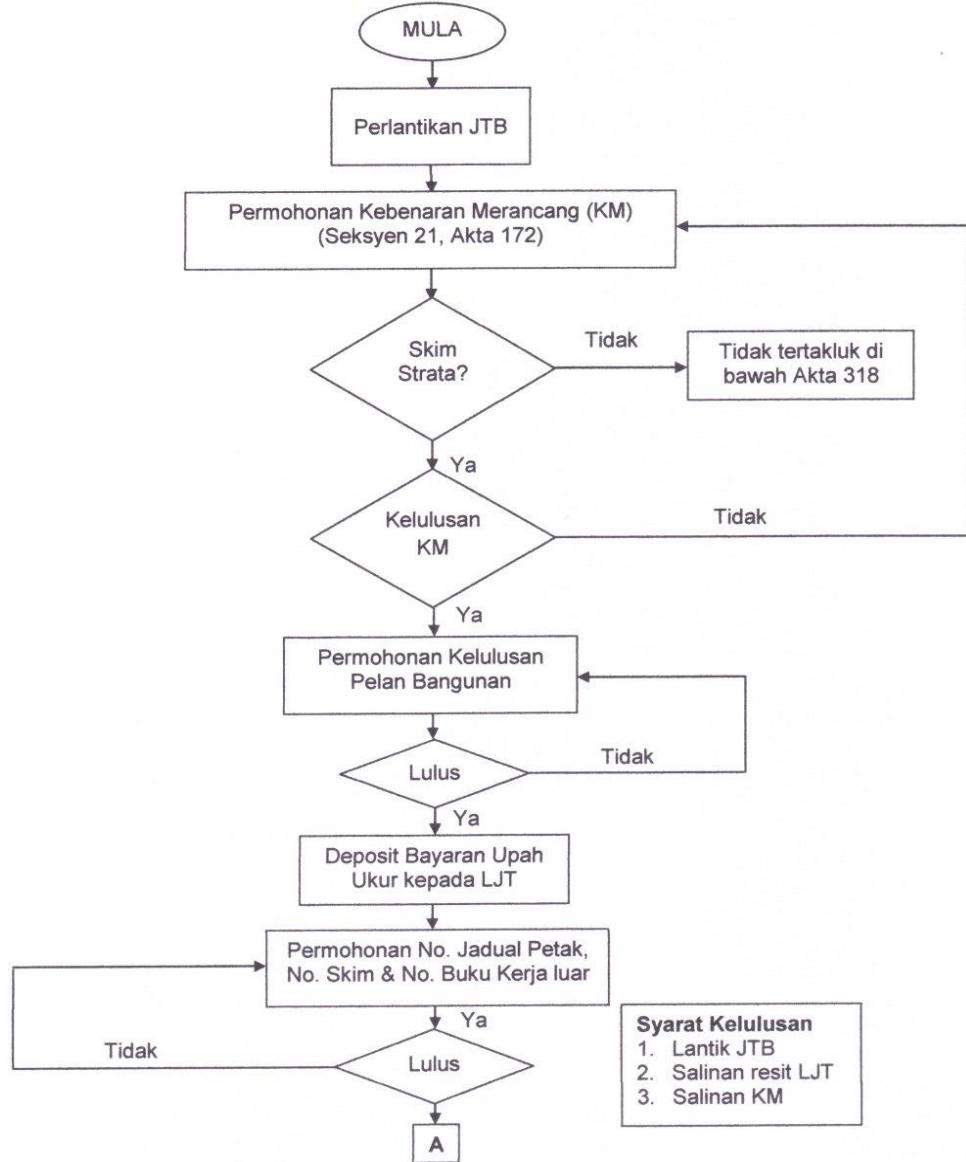 MULA
Perlantikan JTB
Permohonan Kebenaran Merancang (KM)
(Seksyen 21, Akta 172)
Skim
Strata?
Tidak
Tidak tertakluk di
bawah Akta 318
Ya
Kelulusan
KM
Tidak
Ya
Permohonan Kelulusan
Pelan Bangunan
Lulus
Tidak
Ya
Deposit Bayaran Upah
Ukur kepada LJT
Permohonan No. Jadual Petak,
No. Skim & No. Buku Kerja luar
Ya
Tidak
Lulus
Syarat Kelulusan
1. Lantik JTB
2. Salinan resit LJT
3. Salinan KM
A